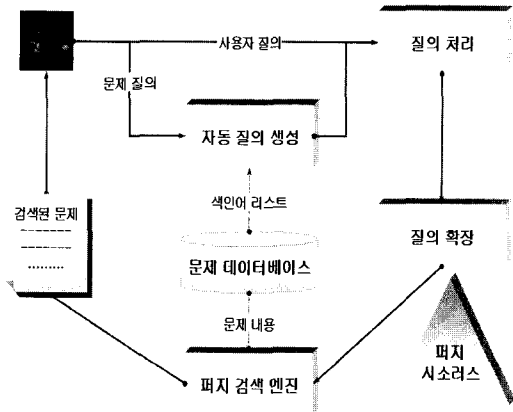 사용자 질의
질의 처리
문제 질의
자동 질의 생성
색인어 리스트
검색된 문제
질의 확장
문제 데이터베이스
문제 내용
퍼지
시소러스
퍼지 검색 엔진